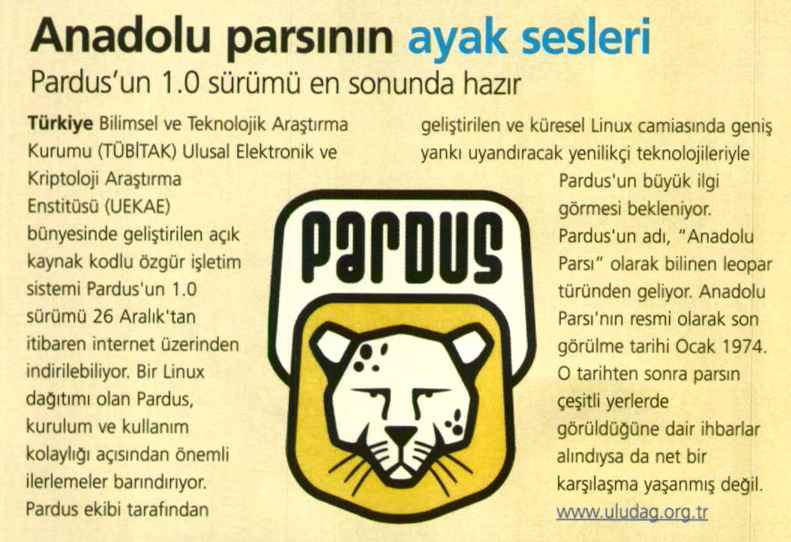 Anadolu parsının ayak sesleri
Pardus'un 1.0 sürümü en sonunda hazır
Türkiye Bilimsel ve Teknolojik Araştırma
Kurumu (TÜBİTAK) Ulusal Elektronik ve
Kriptoloji Araştırma
Enstitüsü (UEKAE)
bünyesinde geliştirilen açık
kaynak kodlu özgür işletim
sistemi Pardus'un 1.0
sürümü 26 Aralık'tan
itibaren internet üzerinden
indirilebiliyor. Bir Linux
dağıtımı olan Pardus,
kurulum ve kullanım
kolaylığı açısından önemli
ilerlemeler barındırıyor.
Pardus ekibi tarafından
PARDUS
geliştirilen ve küresel Linux camiasında geniş
yankı uyandıracak yenilikçi teknolojileriyle
Pardus'un büyük ilgi
görmesi bekleniyor.
Pardus'un adı, "Anadolu
Parsı" olarak bilinen leopar
türünden geliyor. Anadolu
Parsı'nın resmi olarak son
görülme tarihi Ocak 1974.
O tarihten sonra parsın
çeşitli yerlerde
görüldüğüne dair ihbarlar
alındıysa da net bir
karşılaşma yaşanmış değil.
www.uludag.org.tr